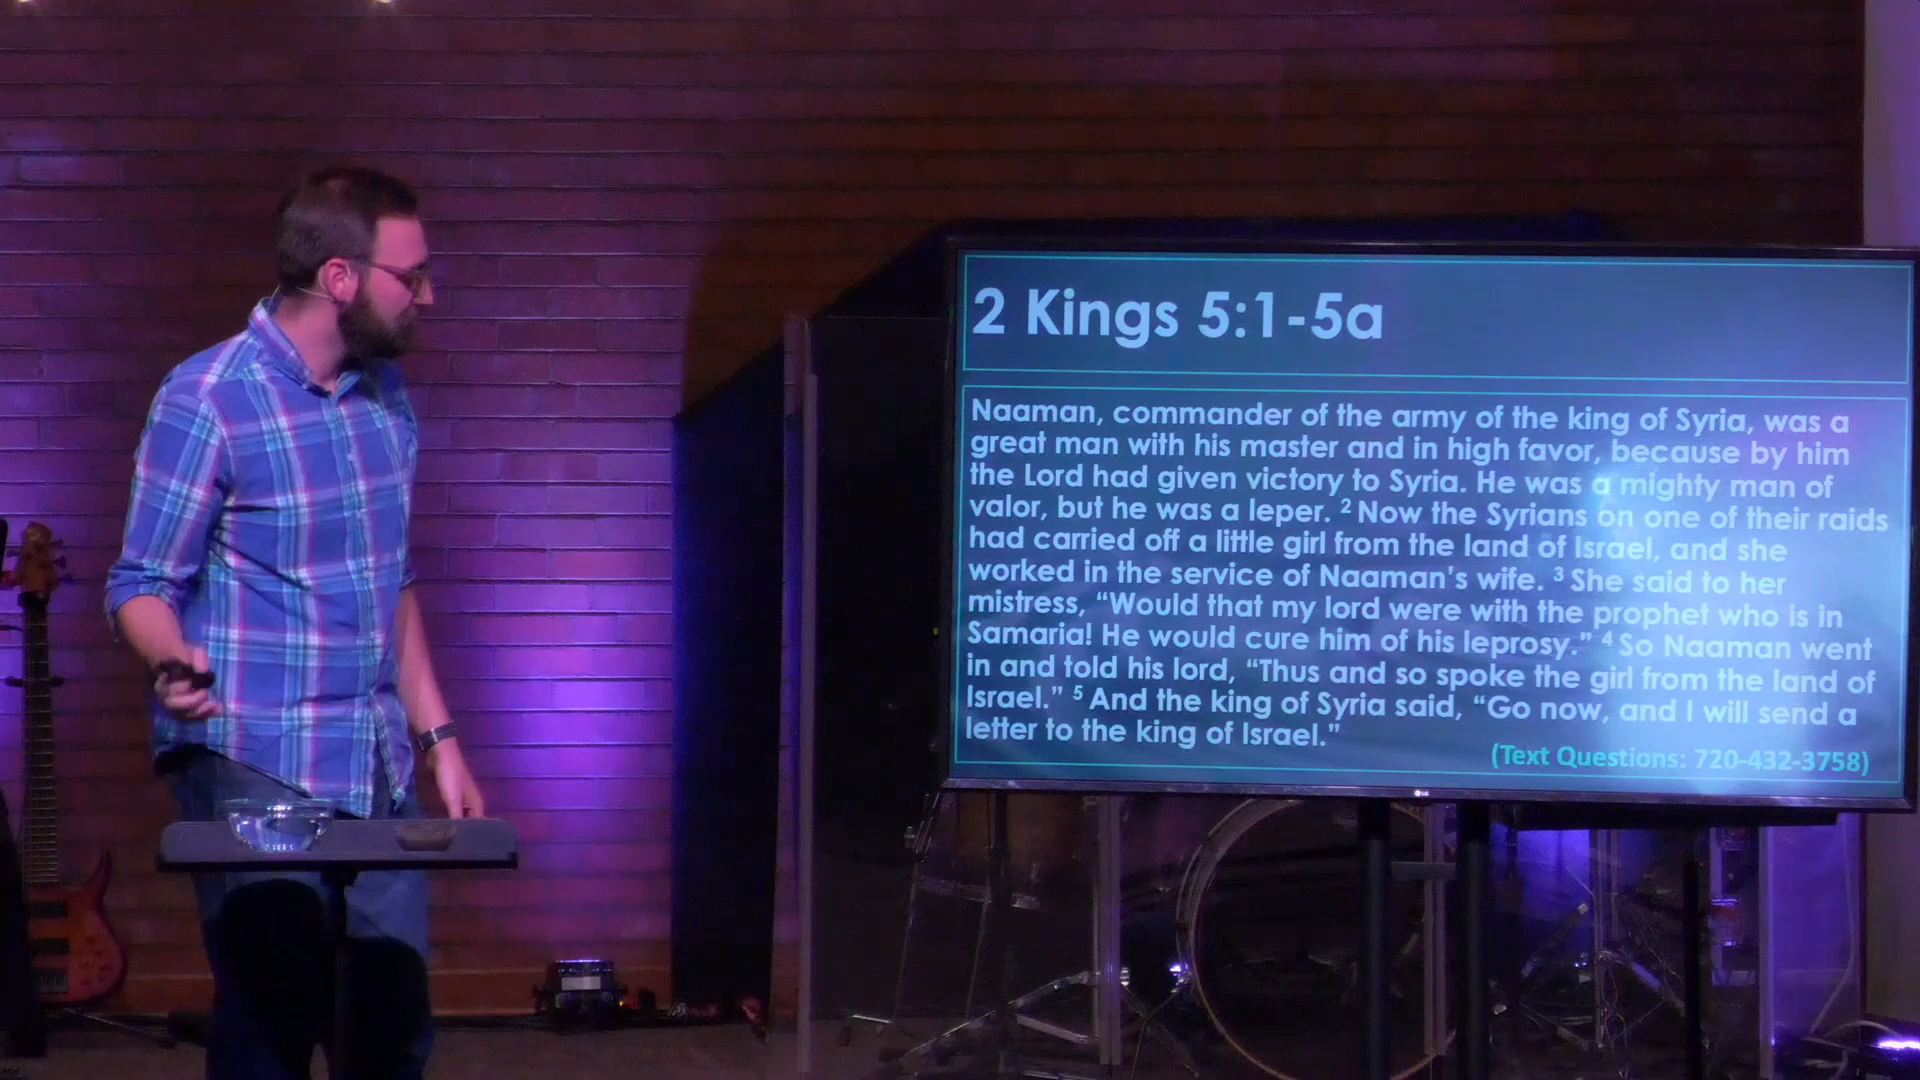 2 Kings 5:1-5a
Naaman, commander of the army of the king of Syria, was a
great man with his master and in high favor, because by him
the Lord had given victory to Syria. He was a mighty man of
valor, but he was a leper. ² Now the Syrians on one of their raids
had carried off a little girl from the land of Israel, and she
worked in the service of Naaman's wife. ³ She said to her
mistress, “Would that my lord were with the prophet who is in
Samaria! He would cure him of his leprosy.” ⁴ So Naaman went
in and told his lord, “Thus and so spoke the girl from the land of
Israel.” ⁵ And the king of Syria said, “Go now, and I will send a
letter to the king of Israel.”
(Text Questions: 720-432-3758)
LG